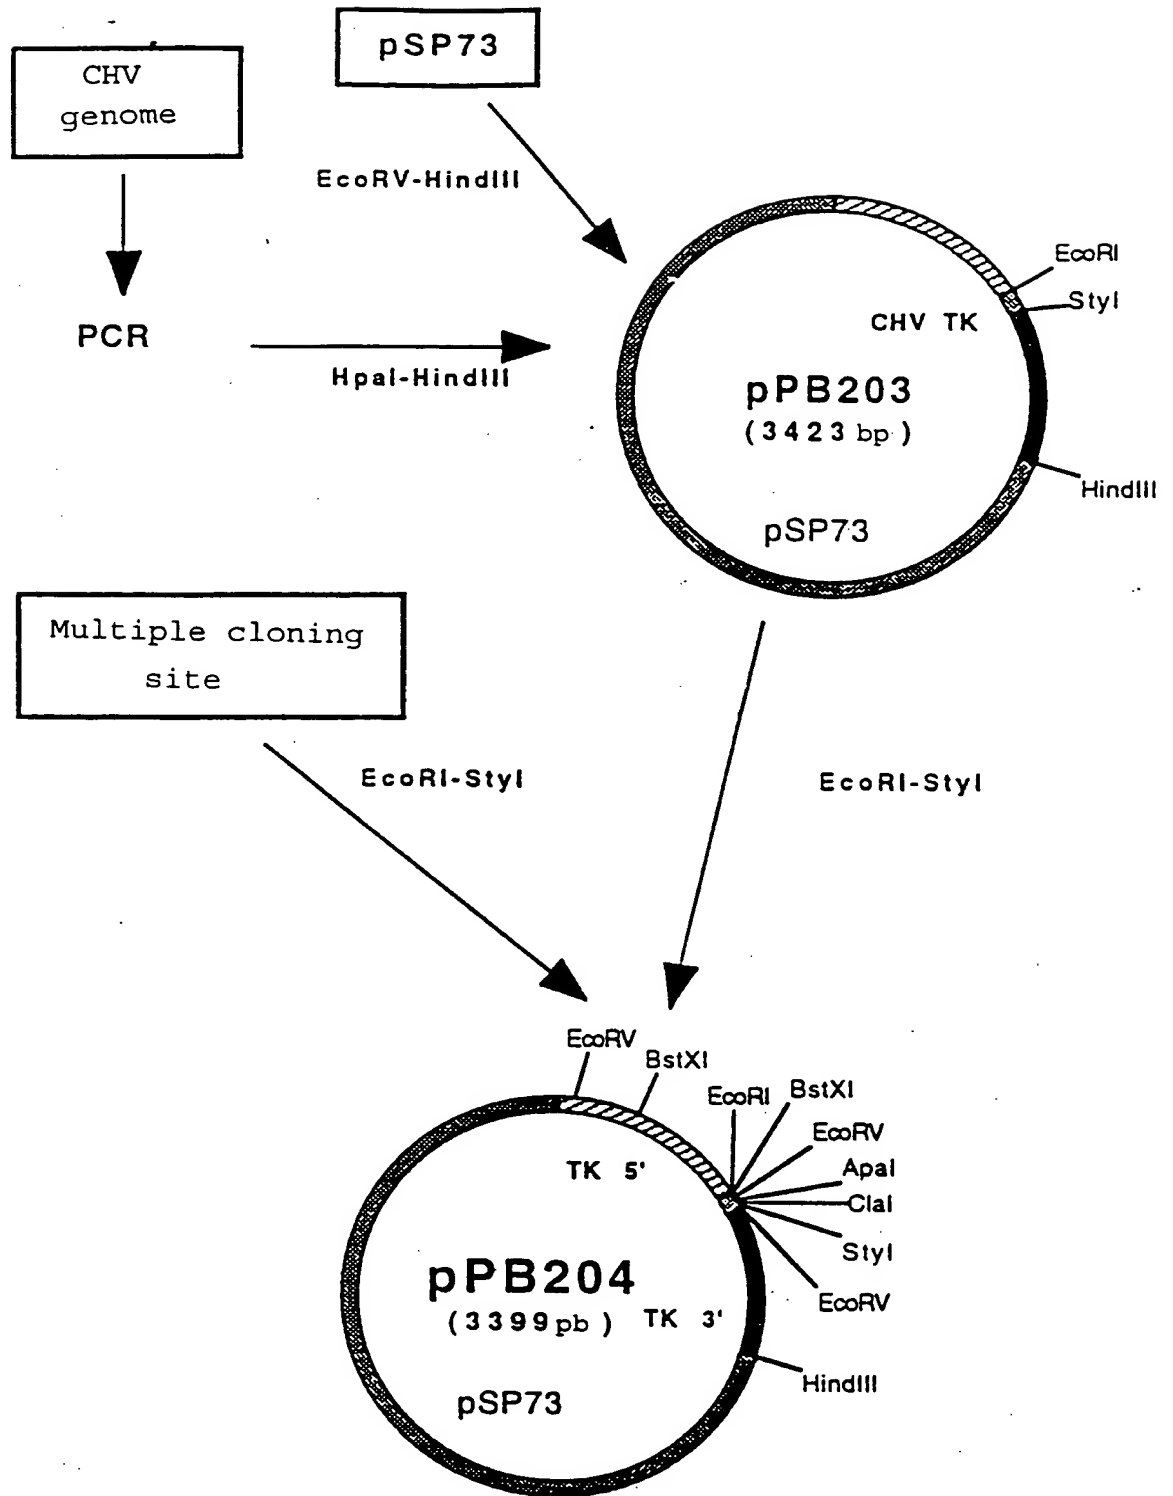 pSP73
CHV
genome
EcoRV-HindIII
PCR
HpaI-HindIII
EcoRI
StyI
CHV TK
pPB203
(3423 bp)
HindIII
pSP73
Multiple cloning
site
EcoRI-StyI
EcoRI-StyI
EcoRV
BstXI
EcoRI
BstXI
EcoRV
ApaI
ClaI
StyI
EcoRV
TK 5'
pPB204
(3399 pb)
TK 3'
HindIII
pSP73